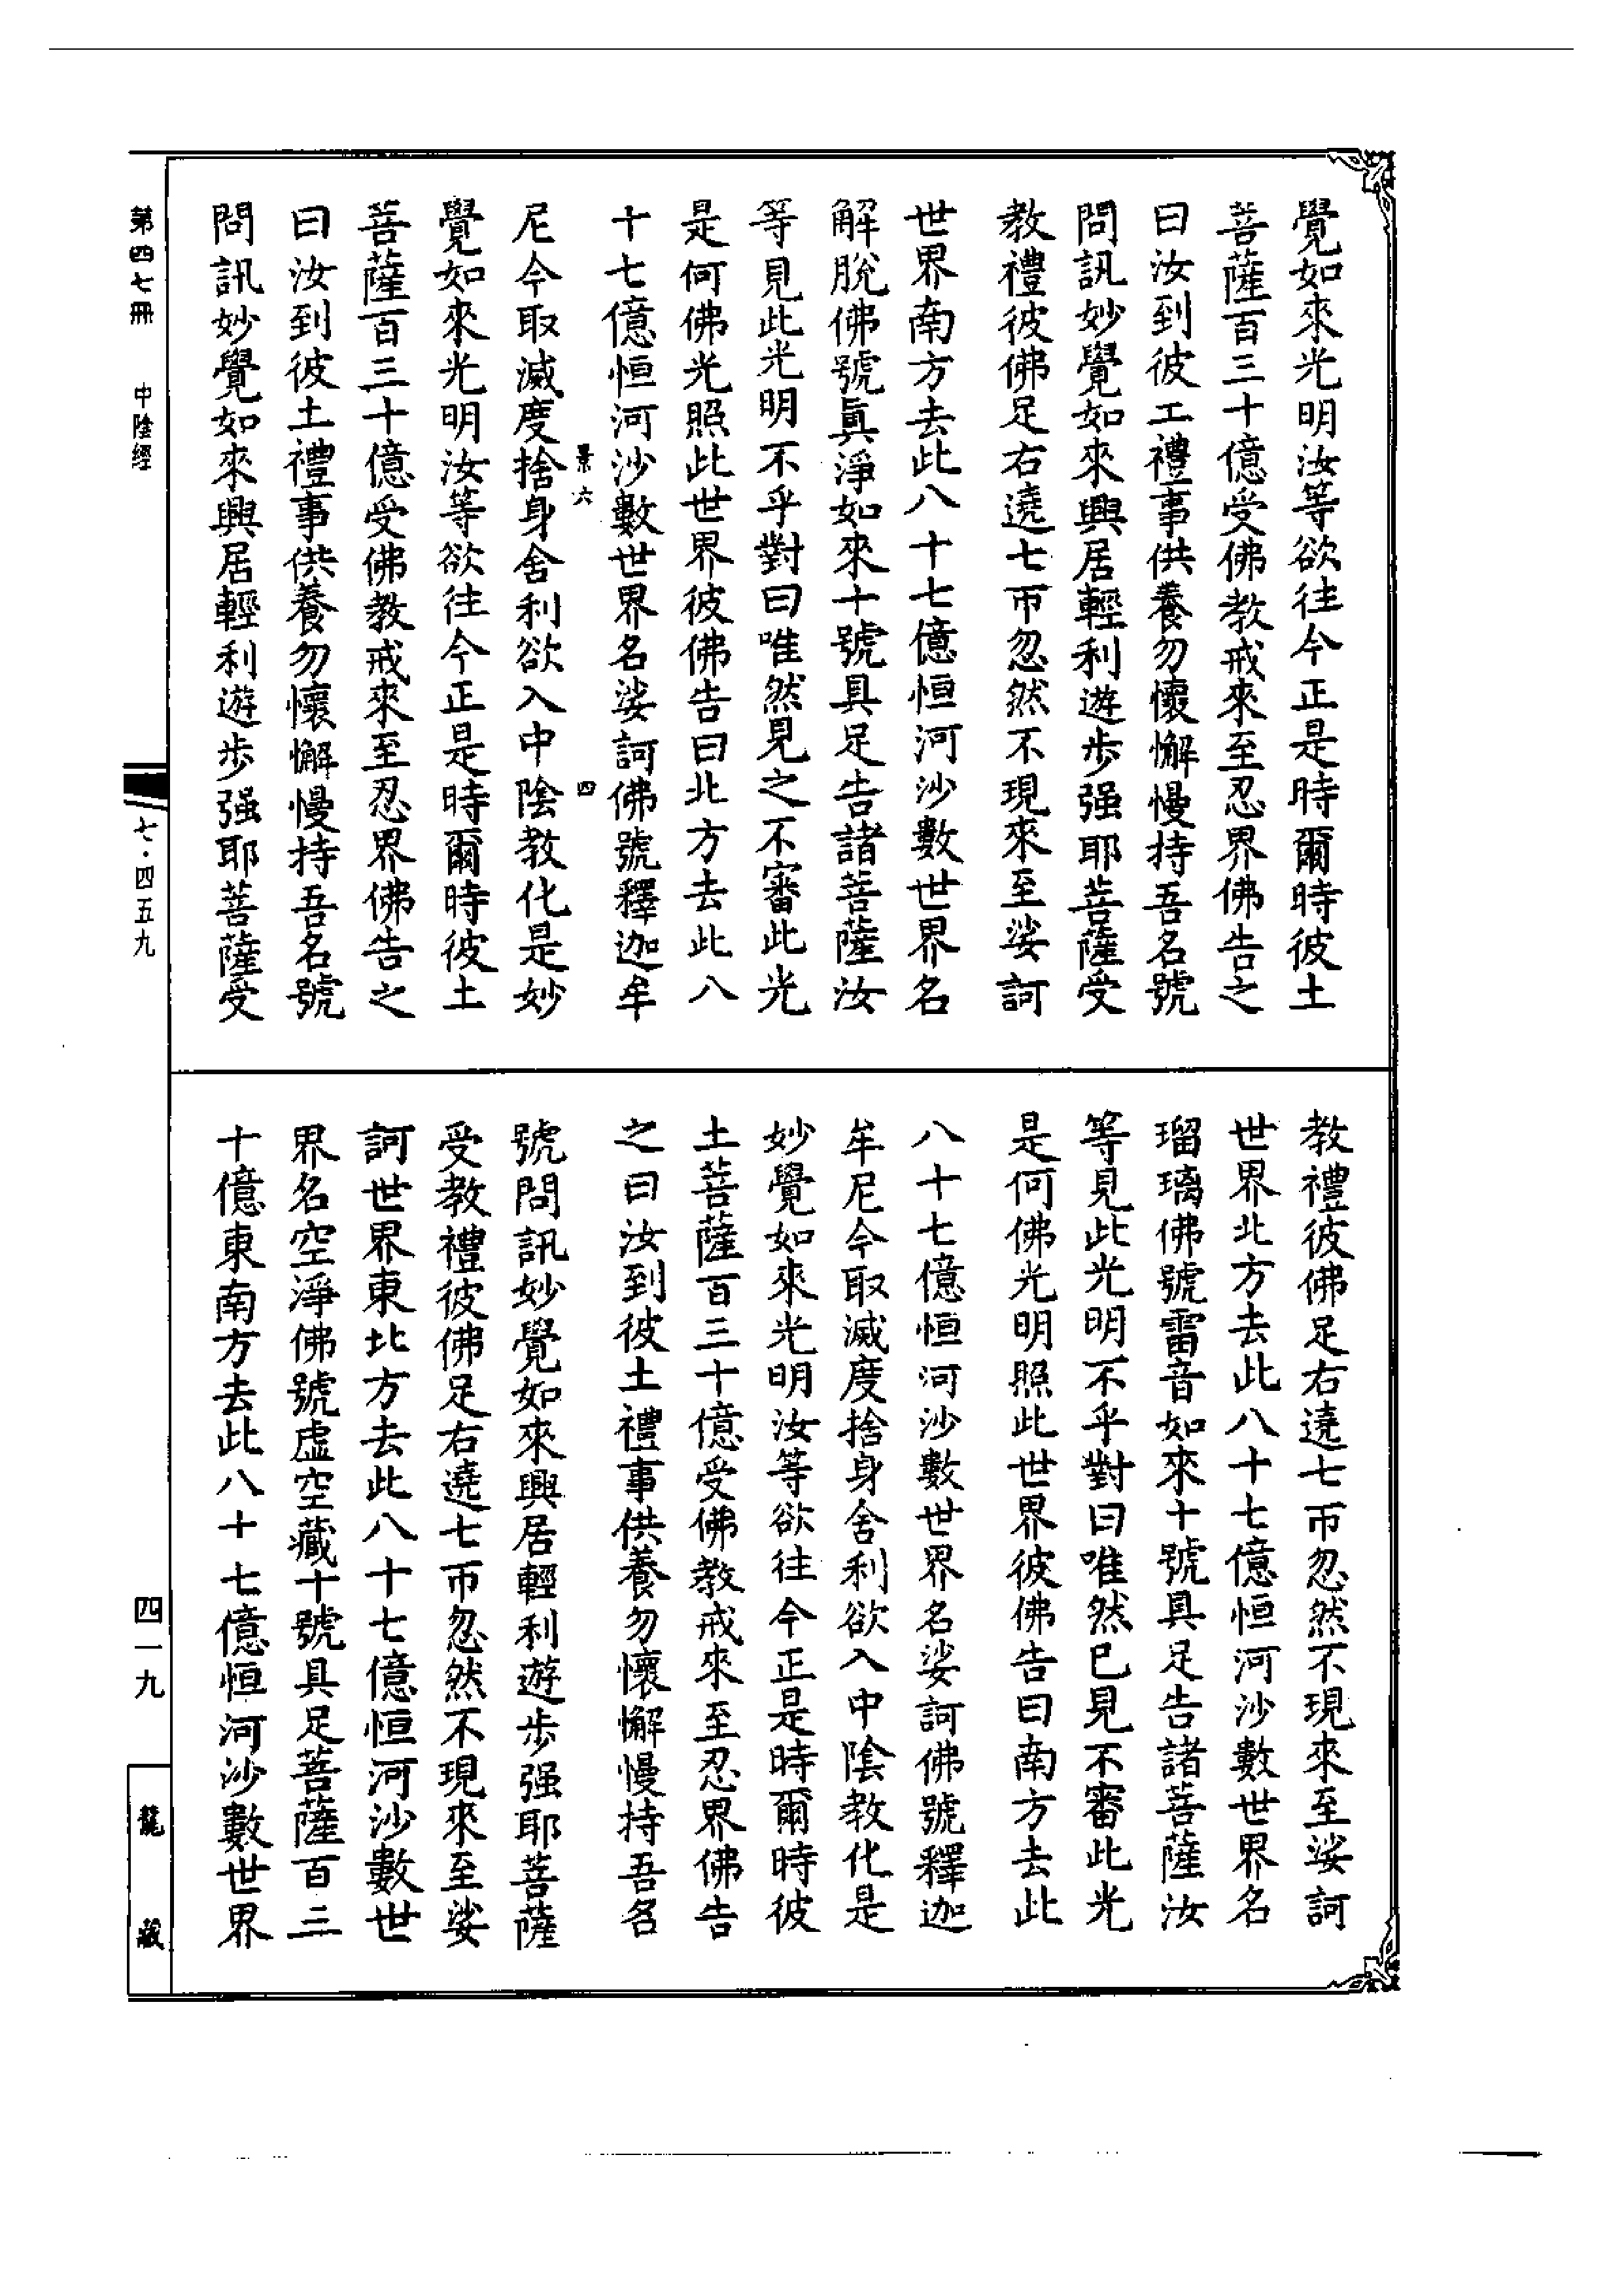 覺如來光明汝等欲往今正是時爾時彼土
菩薩百三十億受佛教戒來至忍界佛告之
曰汝到彼工禮事供養勿懷懈慢持吾名號
問訊妙覺如來興居輕利遊步强耶菩薩受
教禮彼佛足右遶七帀忽然不現來至娑訶
世界南方去此八十七億恒河沙數世界名
解脫佛號眞淨如來十號具足告諸菩薩汝
等見此光明不乎對曰唯然見之不審此光
是何佛光照此世界彼佛告曰北方去此八
十七億恒河沙數世界名娑訶佛號釋迦牟
景六 四
尼今取滅度捨身舍利欲入中陰教化是妙
覺如來光明汝等欲往今正是時爾時彼土
菩薩百三十億受佛教戒來至忍界佛告之
曰汝到彼土禮事供養勿懷懈慢持吾名號
問訊妙覺如來興居輕利遊步强耶菩薩受
教禮彼佛足右遶七帀忽然不現來至娑訶
世界北方去此八十七億恒河沙數世界名
瑠璃佛號雷音如來十號具足告諸菩薩汝
等見此光明不乎對曰唯然已見不審此光
是何佛光明照此世界彼佛告曰南方去此
八十七億恒河沙數世界名娑訶佛號釋迦
牟尼今取滅度捨身舍利欲入中陰教化是
妙覺如來光明汝等欲往今正是時爾時彼
土菩薩百三十億受佛教戒來至忍界佛告
之曰汝到彼土禮事供養勿懷懈慢持吾名
號問訊妙覺如來興居輕利遊步强耶菩薩
受教禮彼佛足右遶七帀忽然不現來至娑
訶世界東北方去此八十七億恒河沙數世
界名空淨佛號虛空藏十號具足菩薩百三
十億東南方去此八十七億恒河沙數世界
第四七冊 中陰經
七·四五九
四一九
龍藏